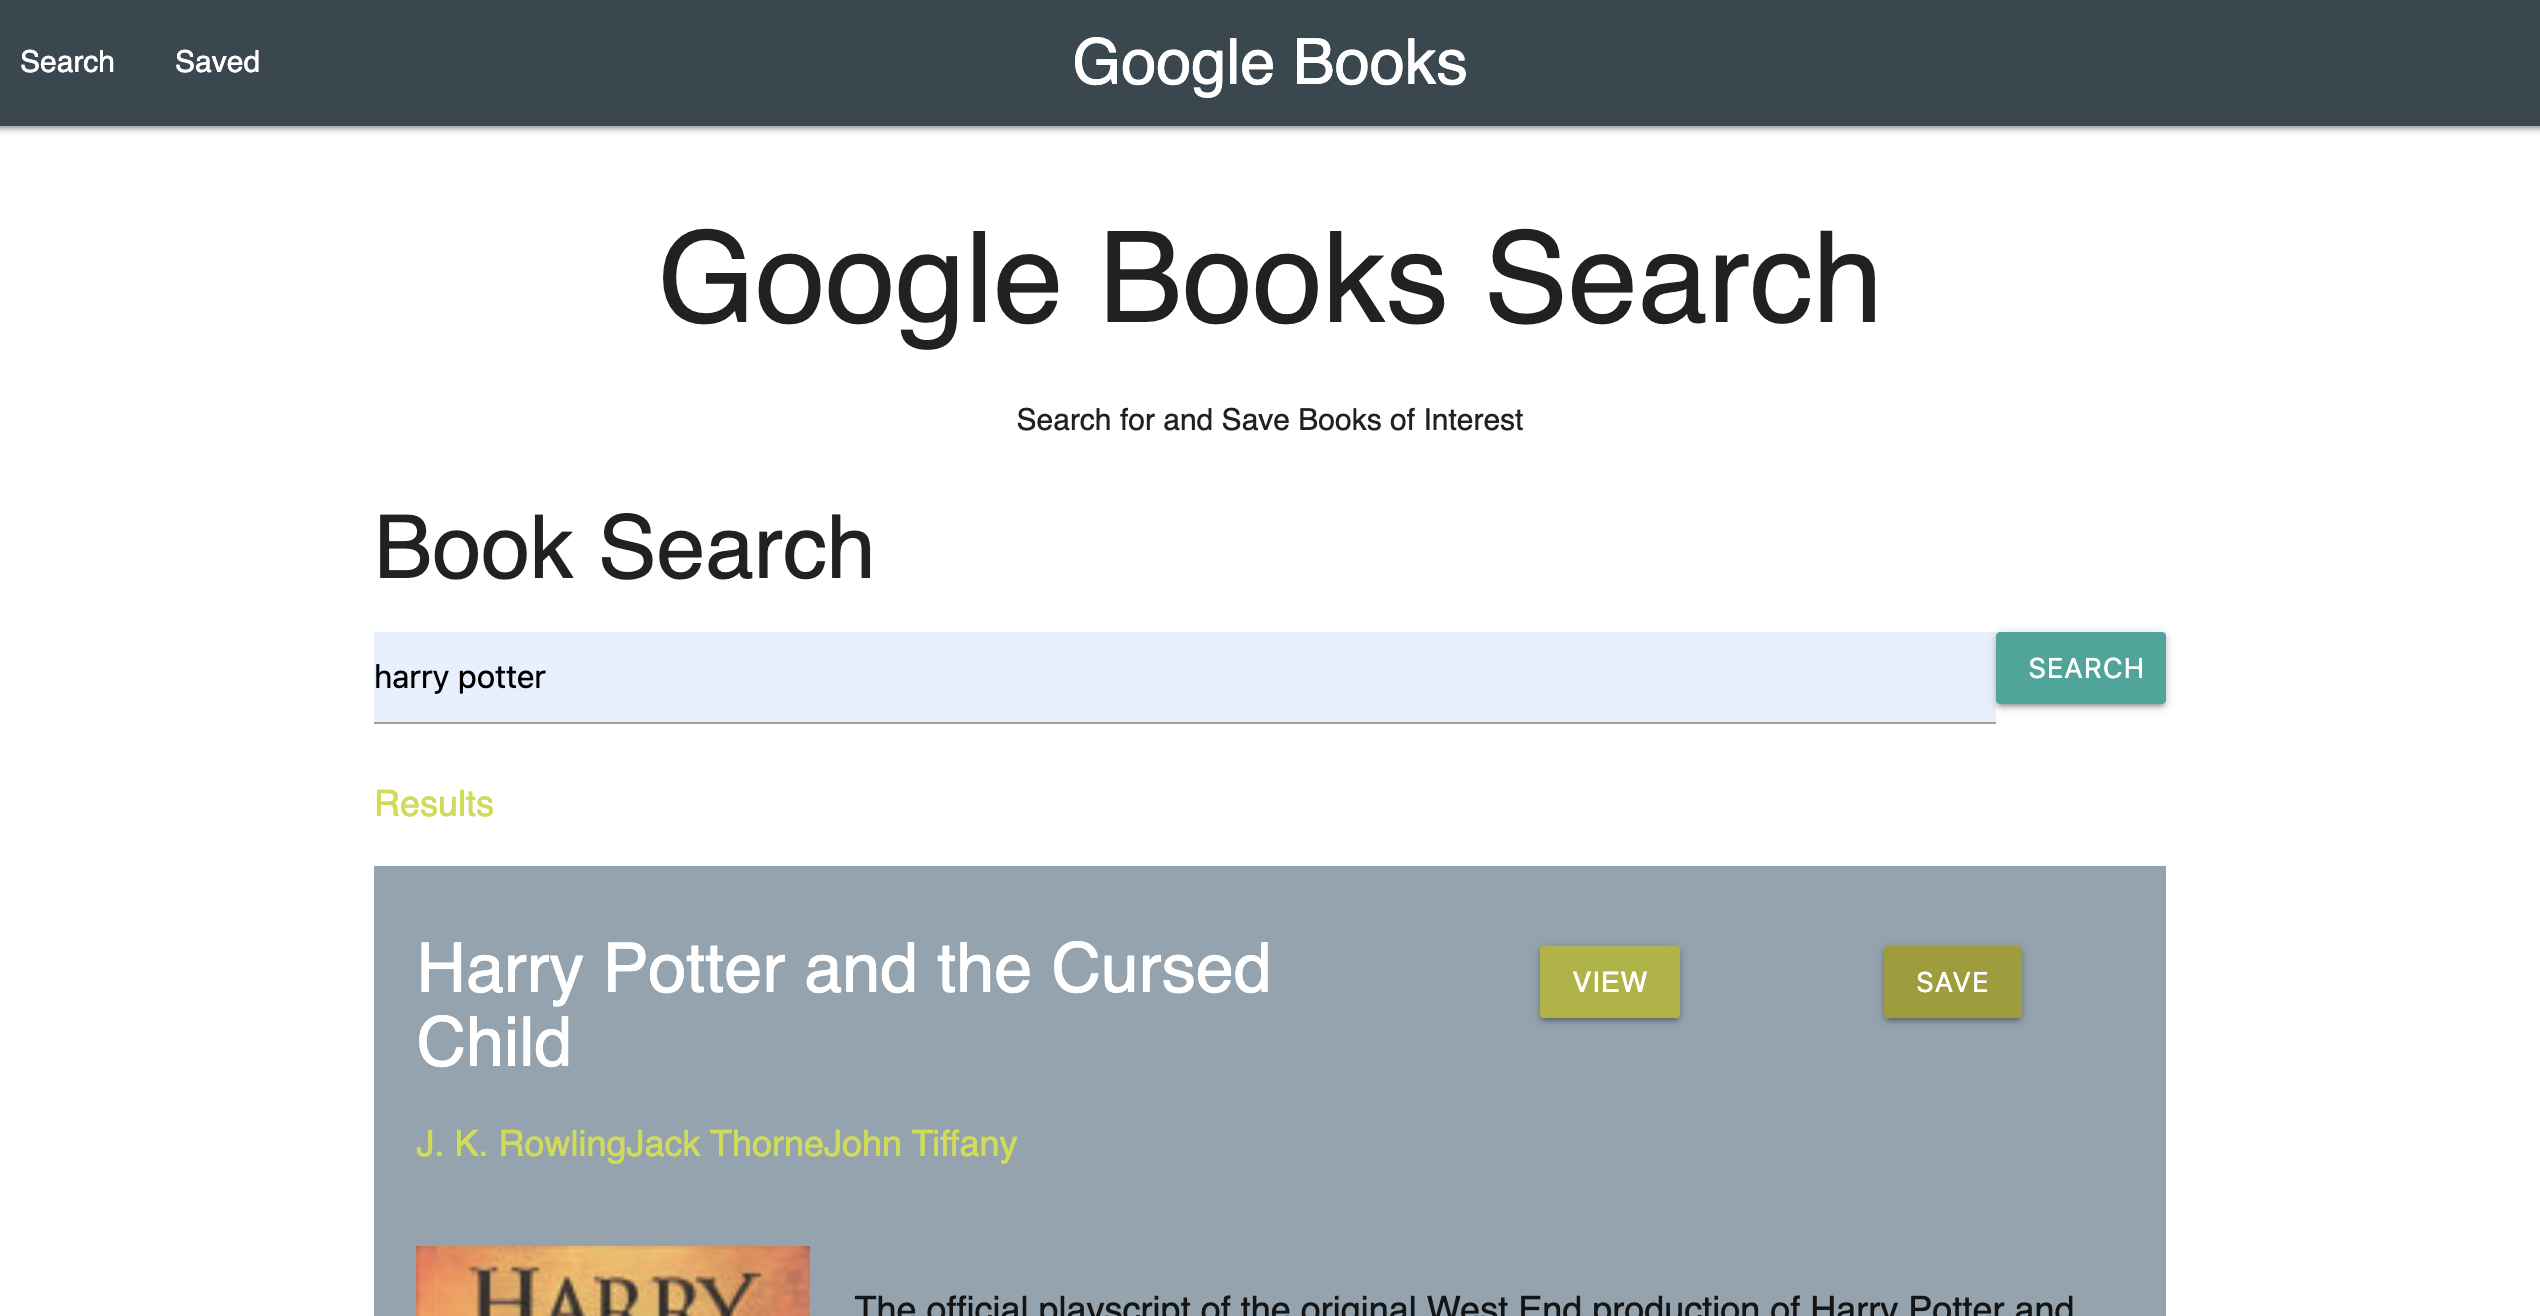 Search Saved Google Books
Google Books Search
Search for and Save Books of Interest
Book Search
harry potter SEARCH
Results
Harry Potter and the Cursed
Child
VIEW SAVE
J. K. RowlingJack ThorneJohn Tiffany
HARRY
The official playscript of the original West End production of Harry Potter and